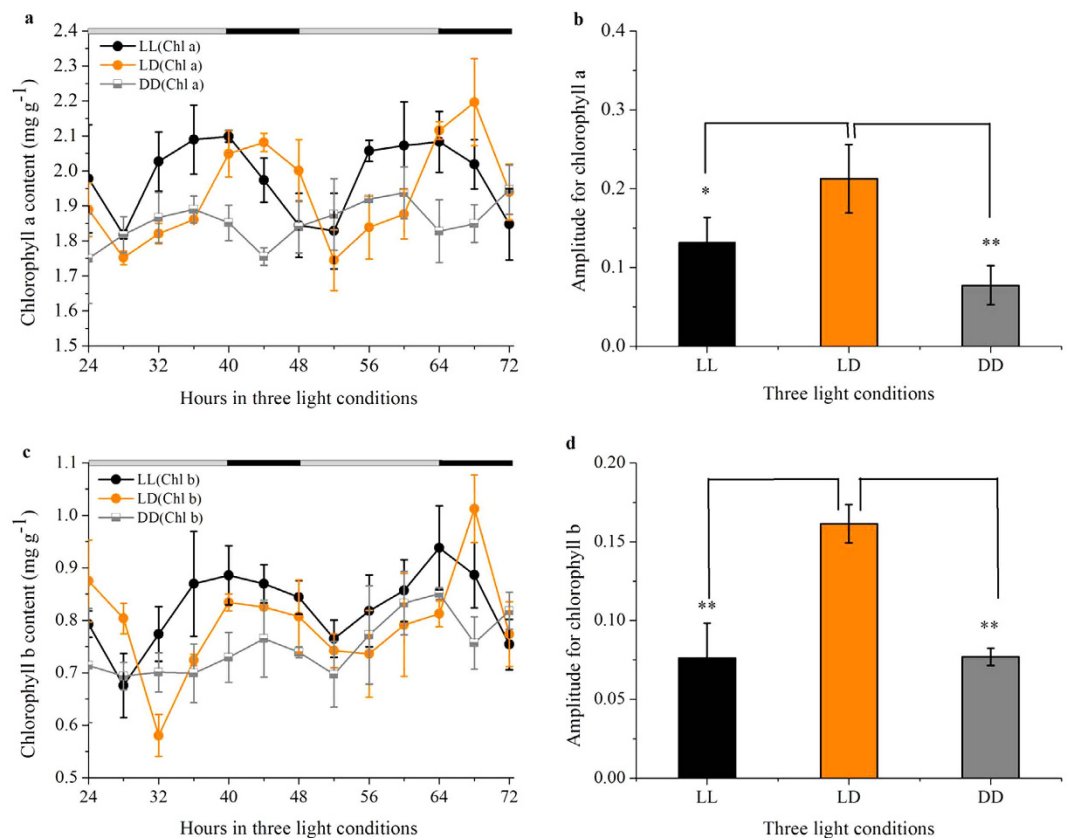 a
2.4
2.3
2.2
2.1
2.0
1.9
1.8
1.7
1.6
1.5
Chlorophyll a content (mg g⁻¹)
LL(Chl a)
LD(Chl a)
DD(Chl a)
24 32 40 48 56 64 72
Hours in three light conditions
b
0.4
0.3
0.2
0.1
0.0
Amplitude for chlorophyll a
*
**
LL LD DD
Three light conditions
c
1.1
1.0
0.9
0.8
0.7
0.6
0.5
Chlorophyll b content (mg g⁻¹)
LL(Chl b)
LD(Chl b)
DD(Chl b)
24 32 40 48 56 64 72
Hours in three light conditions
d
0.20
0.15
0.10
0.05
0.00
Amplitude for chlorophyll b
**
**
LL LD DD
Three light conditions